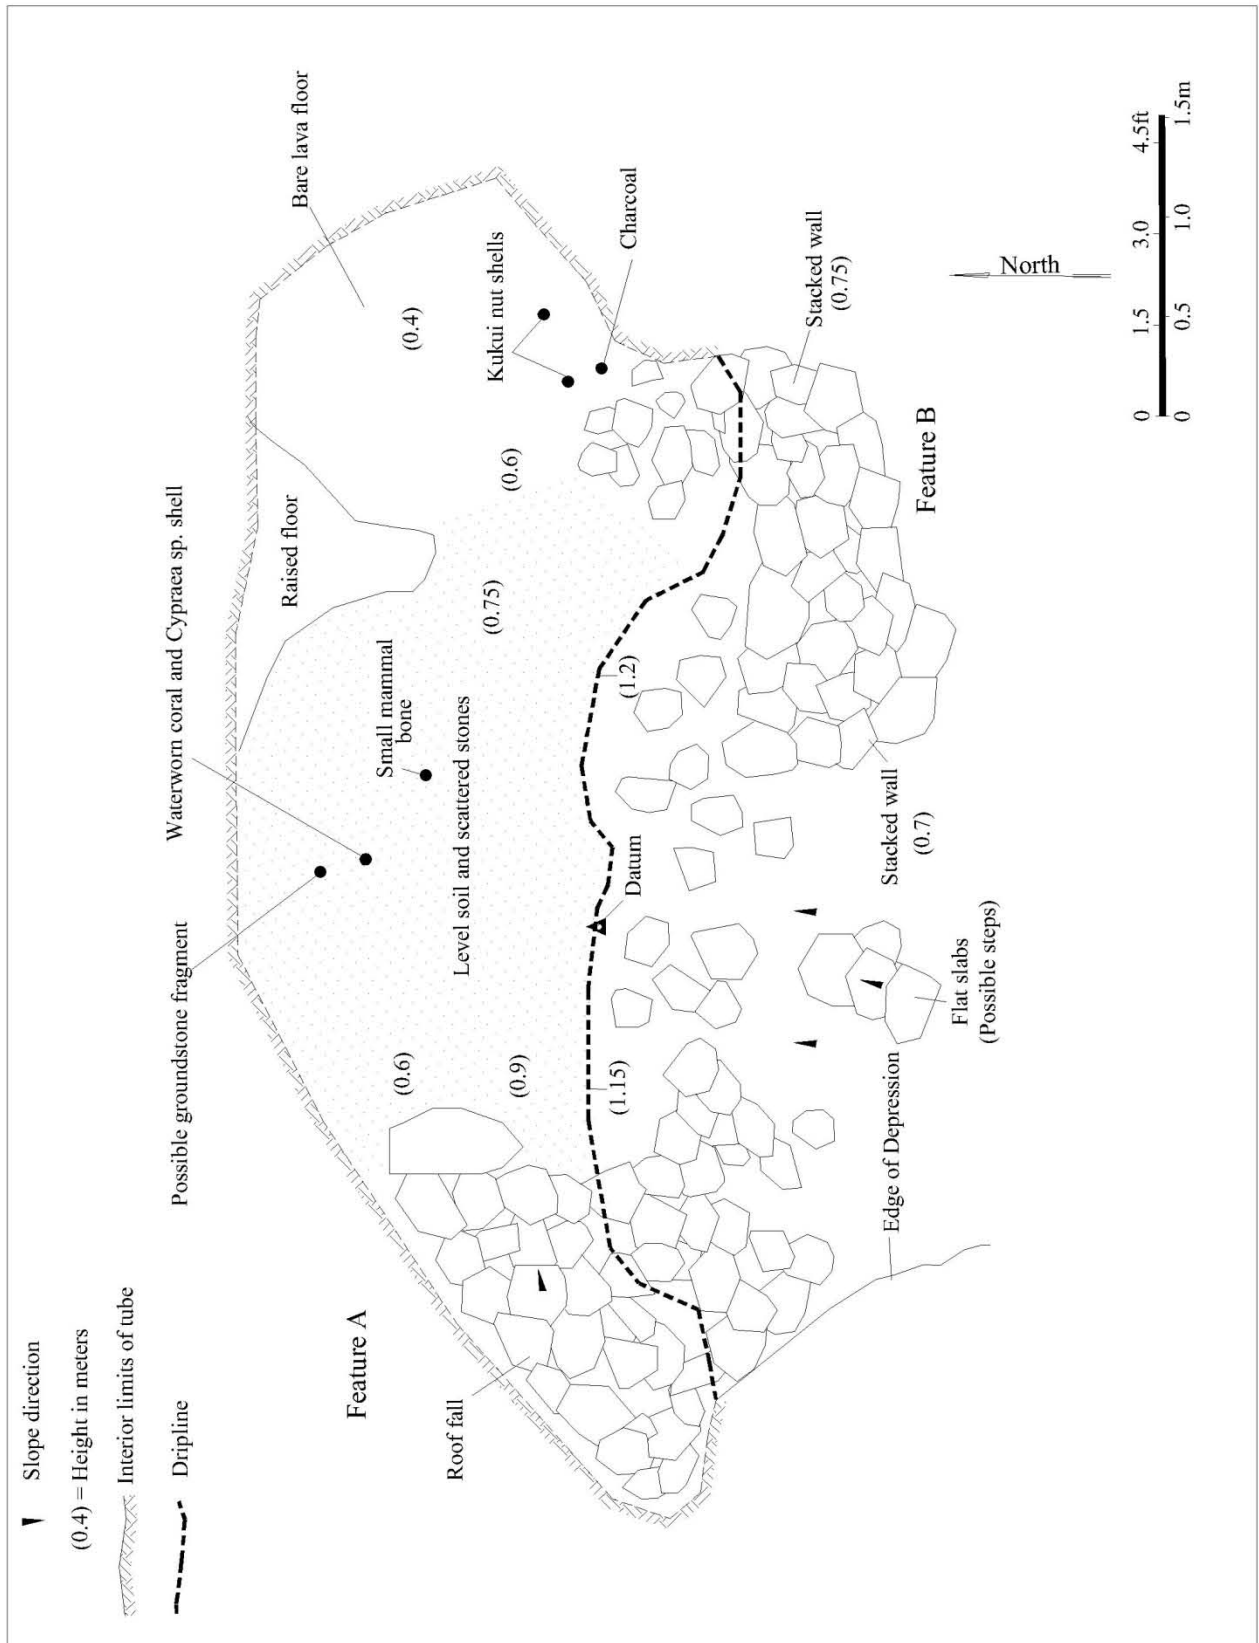 Slope direction
(0.4) = Height in meters
Interior limits of tube
Dripline
Possible groundstone fragment
Waterworn coral and Cypraea sp. shell
Bare lava floor
Raised floor
(0.4)
Small mammal
bone
Kukui nut shells
(0.6)
(0.75)
(0.6)
Feature A
Level soil and scattered stones
Roof fall
(0.9)
(1.15)
Datum
(1.2)
Charcoal
Stacked wall
(0.75)
Edge of Depression
Flat slabs
(Possible steps)
Stacked wall
(0.7)
Feature B
North
0 1.5 3.0 4.5ft
0 0.5 1.0 1.5m